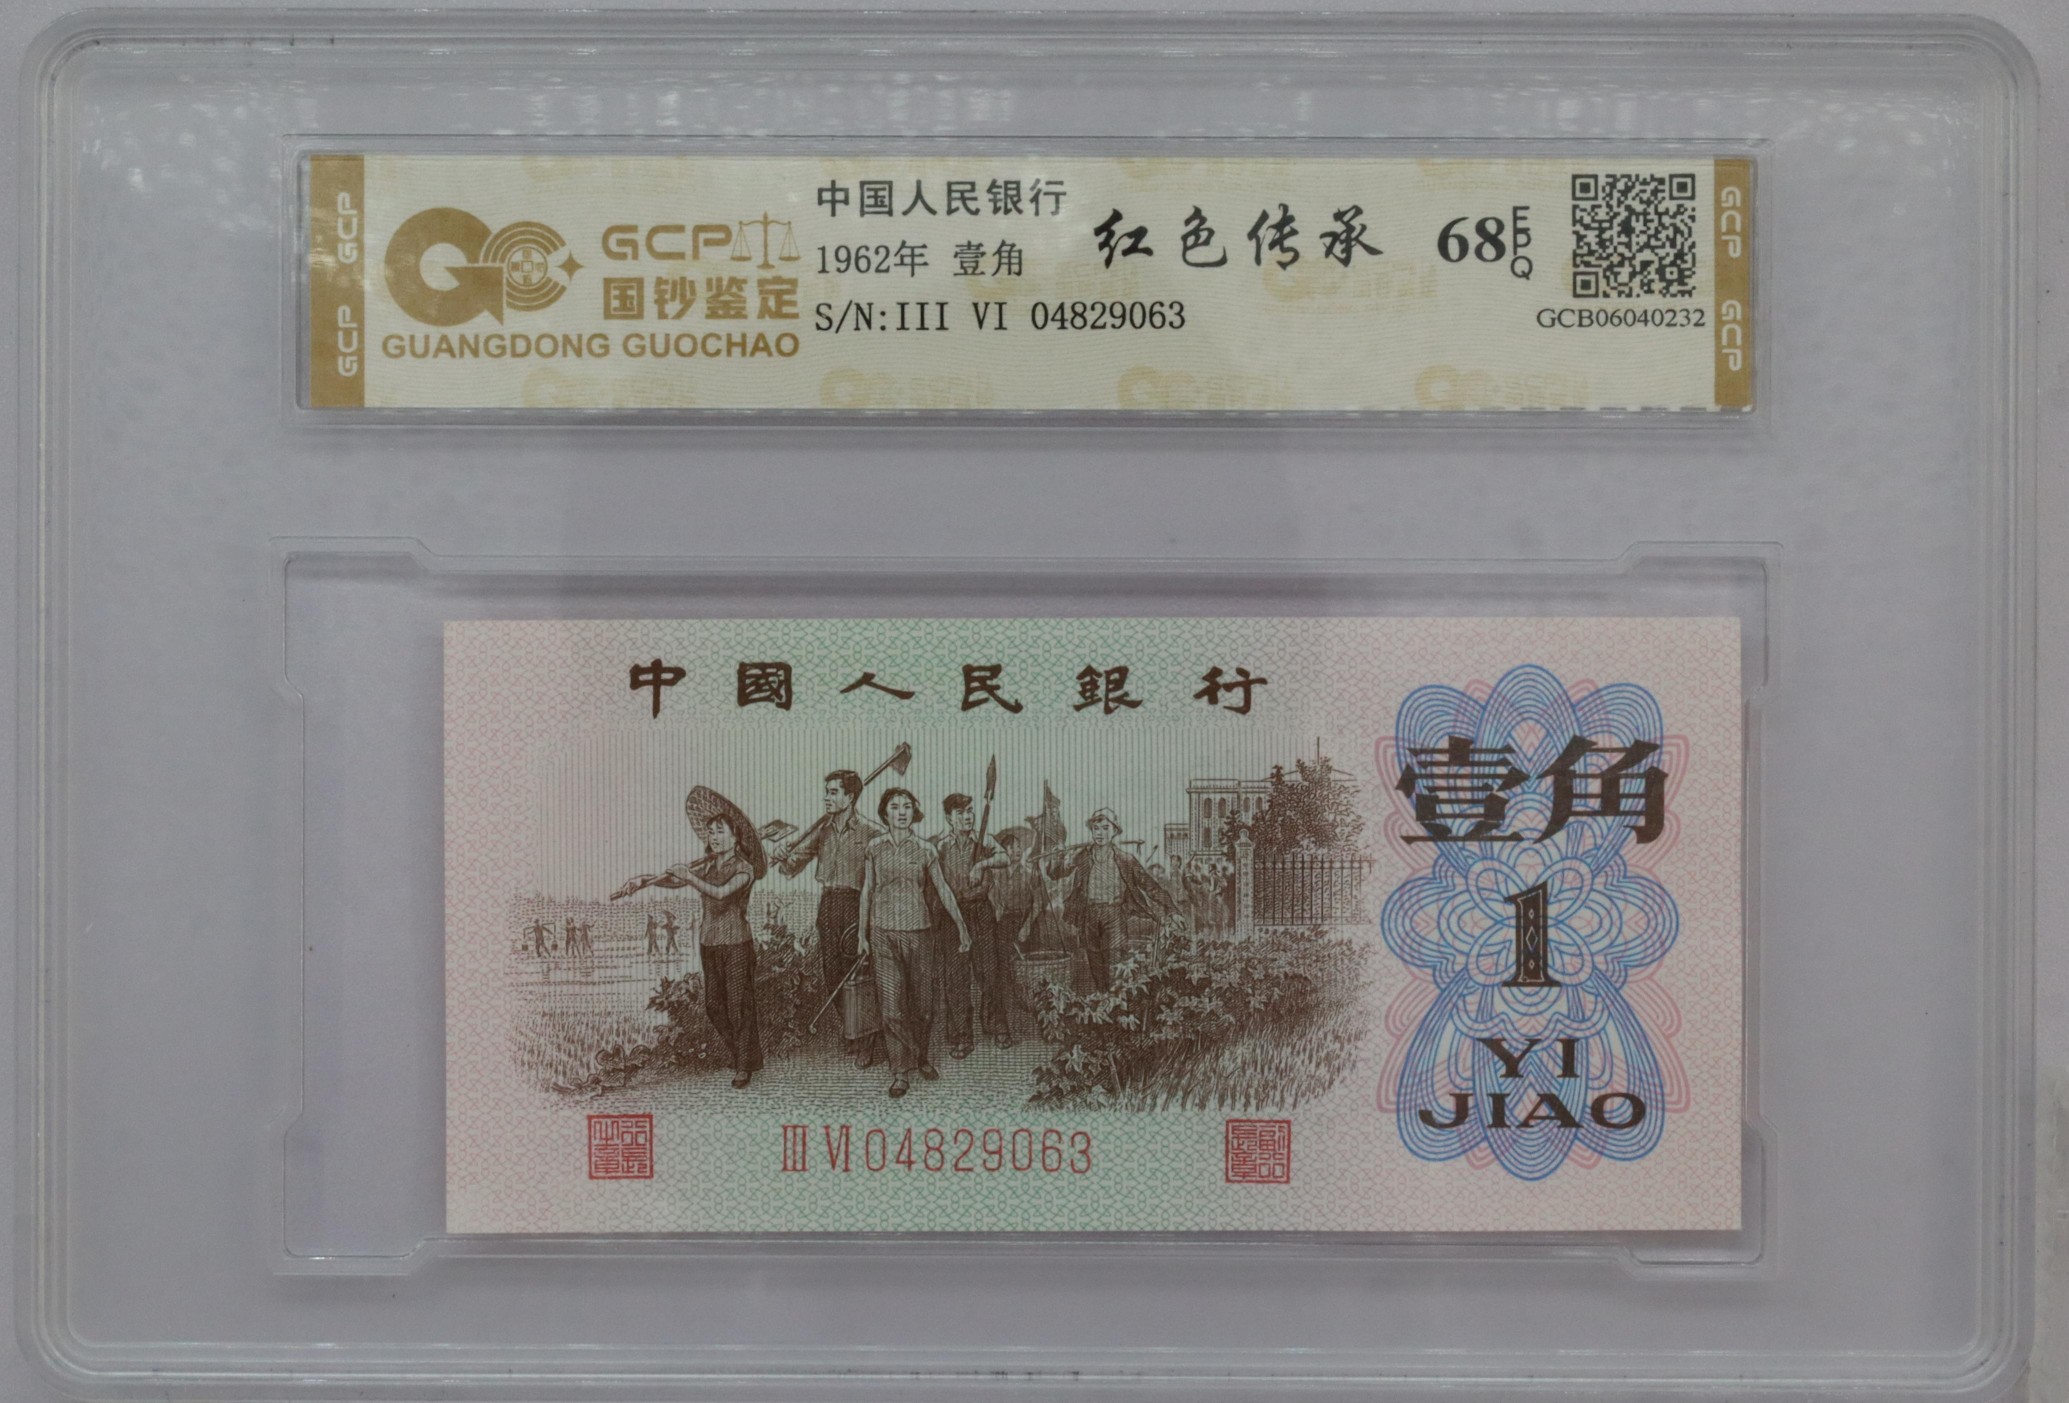 GCP GCP
GCP
国钞鉴定
GUANGDONG GUOCHAO
中国人民银行
1962年 壹角
S/N:III VI 04829063
红色传承
68 EPQ
GCB06040232
GCP GCP
中國人民銀行
壹角
1
YI
JIAO
III VI 04829063